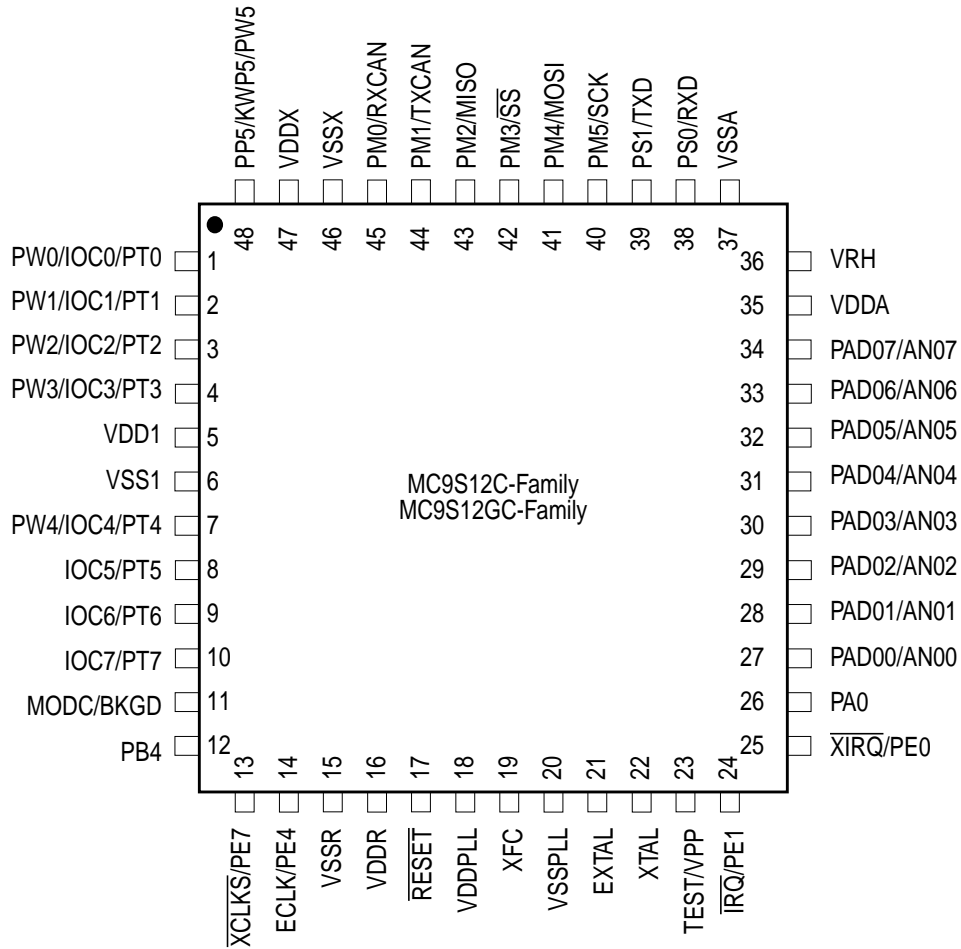 PP5/KWP5/PW5
VDDX
VSSX
PM0/RXCAN
PM1/TXCAN
PM2/MISO
PM3/S̅S̅
PM4/MOSI
PM5/SCK
PS1/TXD
PS0/RXD
VSSA
48
47
46
45
44
43
42
41
40
39
38
37
PW0/IOC0/PT0 1
PW1/IOC1/PT1 2
PW2/IOC2/PT2 3
PW3/IOC3/PT3 4
VDD1 5
VSS1 6
PW4/IOC4/PT4 7
IOC5/PT5 8
IOC6/PT6 9
IOC7/PT7 10
MODC/BKGD 11
PB4 12
MC9S12C-Family
MC9S12GC-Family
36 VRH
35 VDDA
34 PAD07/AN07
33 PAD06/AN06
32 PAD05/AN05
31 PAD04/AN04
30 PAD03/AN03
29 PAD02/AN02
28 PAD01/AN01
27 PAD00/AN00
26 PA0
25 X̅I̅R̅Q̅/PE0
13
14
15
16
17
18
19
20
21
22
23
24
X̅C̅L̅K̅S̅/PE7
ECLK/PE4
VSSR
VDDR
R̅E̅S̅E̅T̅
VDDPLL
XFC
VSSPLL
EXTAL
XTAL
TEST/VPP
I̅R̅Q̅/PE1